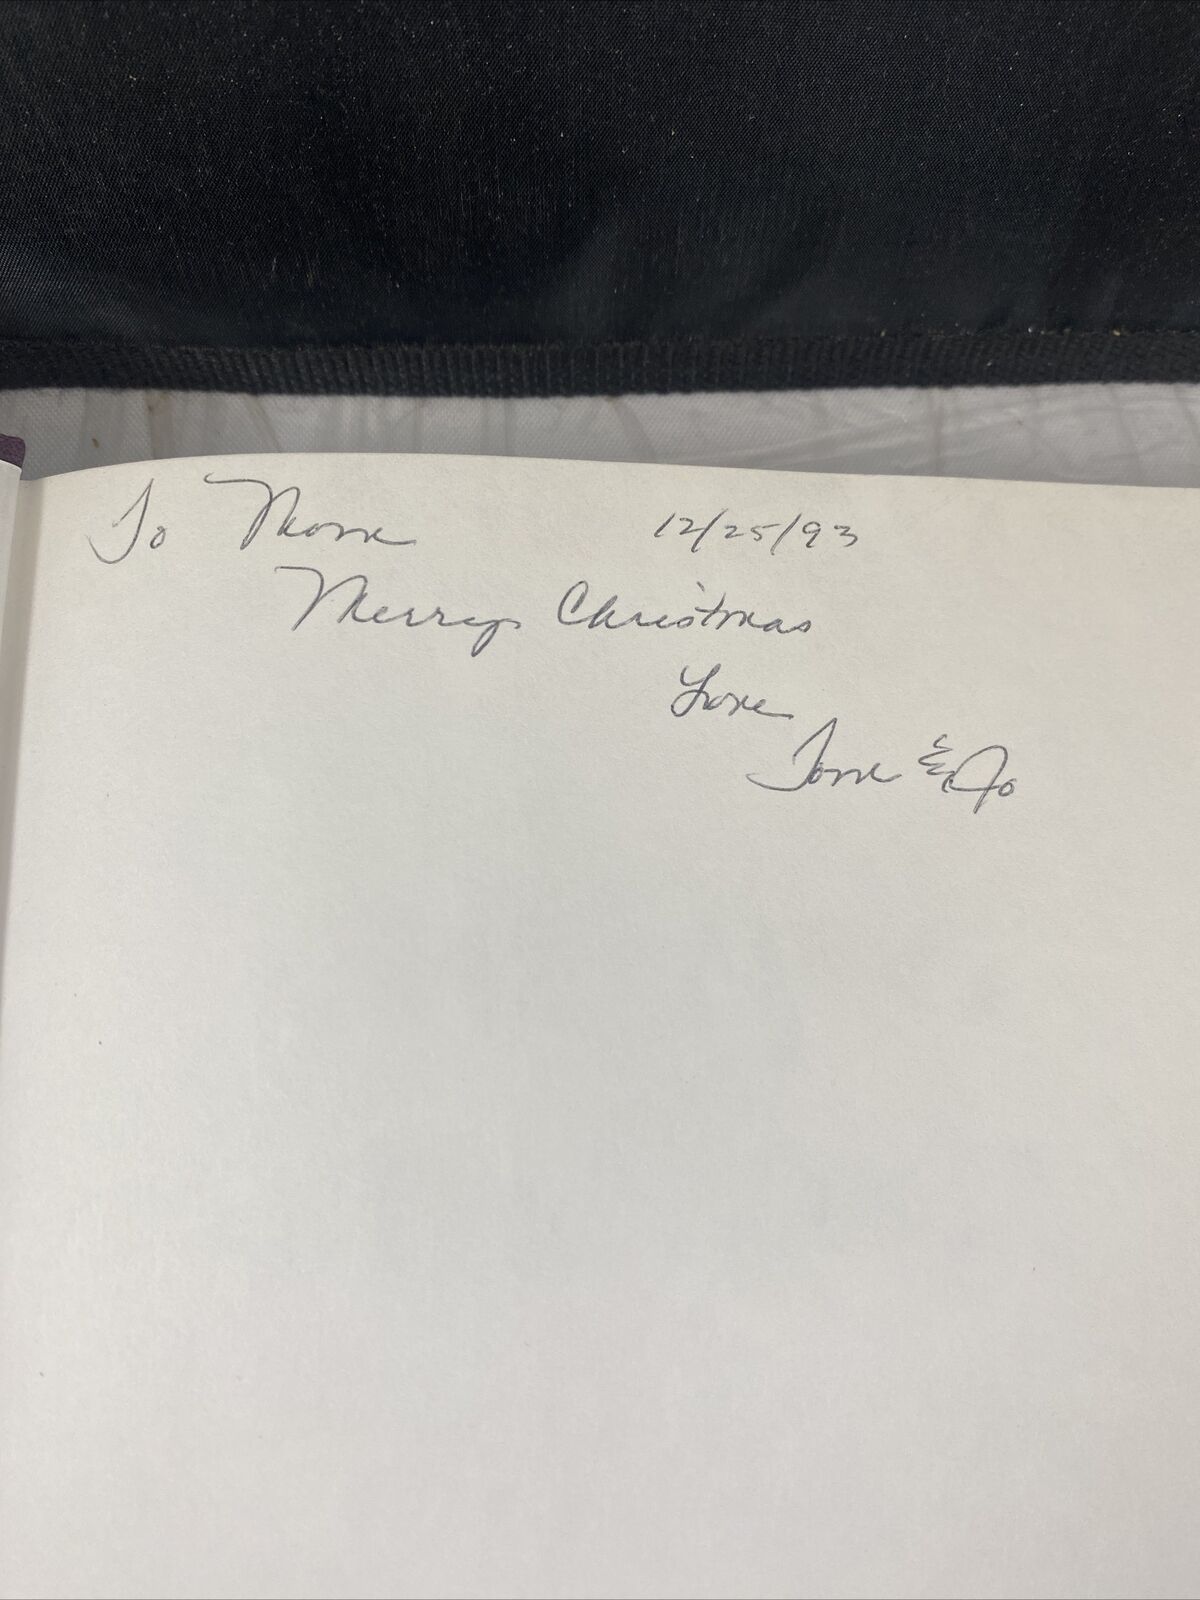 To Mom 12/25/93
Merry Christmas
Love
Tom & Jo